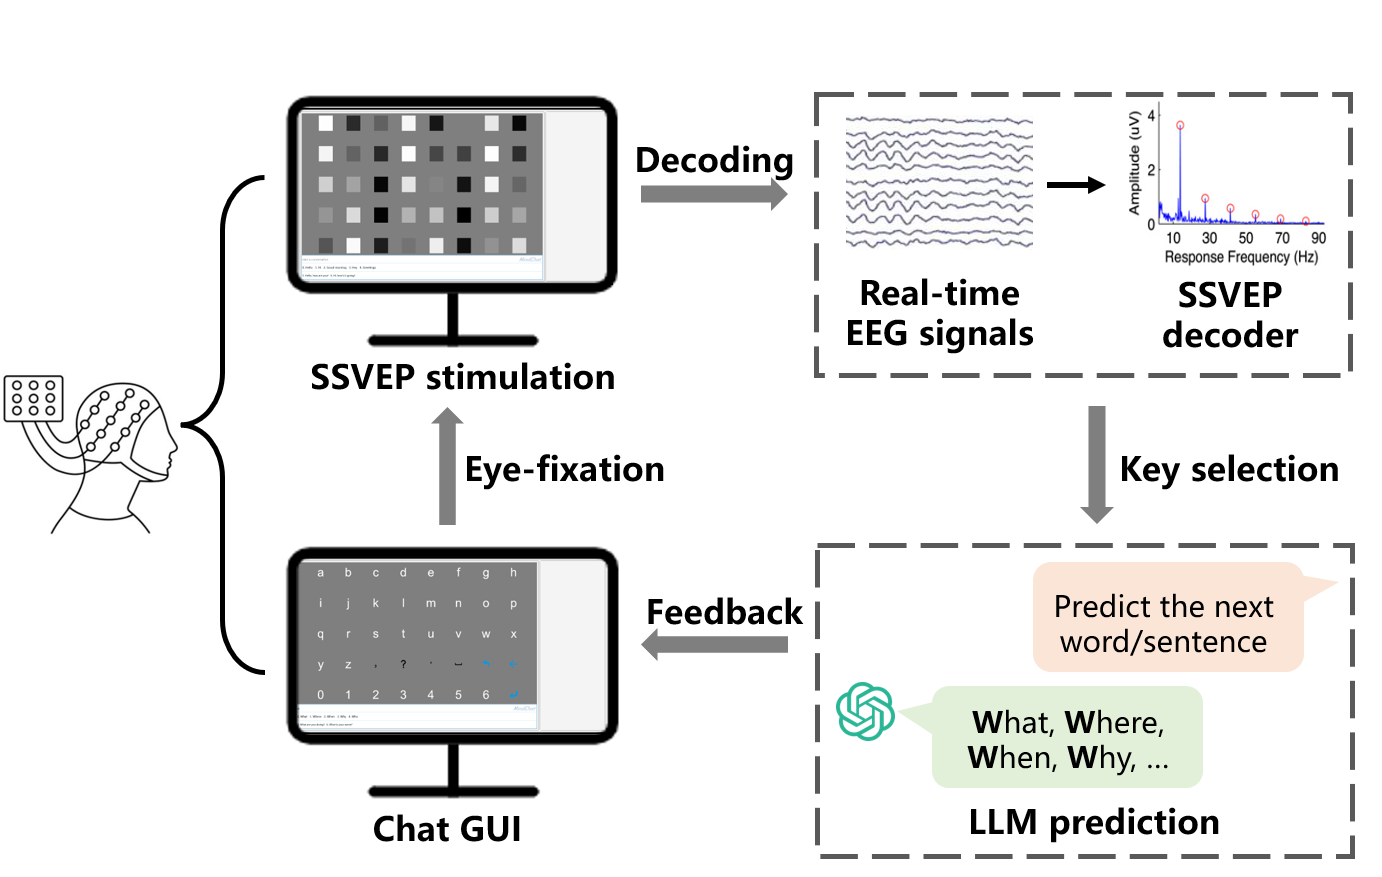 Decoding
4
2
0
Amplitude (uV)
10 30 50 70 90
Response Frequency (Hz)
Real-time
EEG signals
SSVEP
decoder
SSVEP stimulation
Eye-fixation
Key selection
a b c d e f g h
i j k l m n o p
q r s t u v w x
y z , ? . ⌴
0 1 2 3 4 5 6
Chat GUI
Feedback
Predict the next
word/sentence
What, Where,
When, Why, ...
LLM prediction